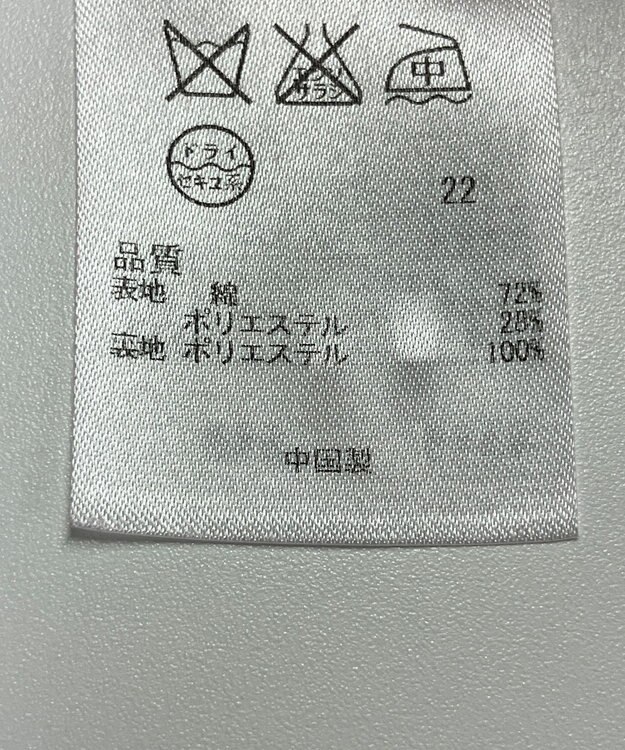 エンソ 中
サラシ
ドライ
セキユ系
22
品質
表地 綿 72%
ポリエステル 28%
裏地 ポリエステル 100%
中国製